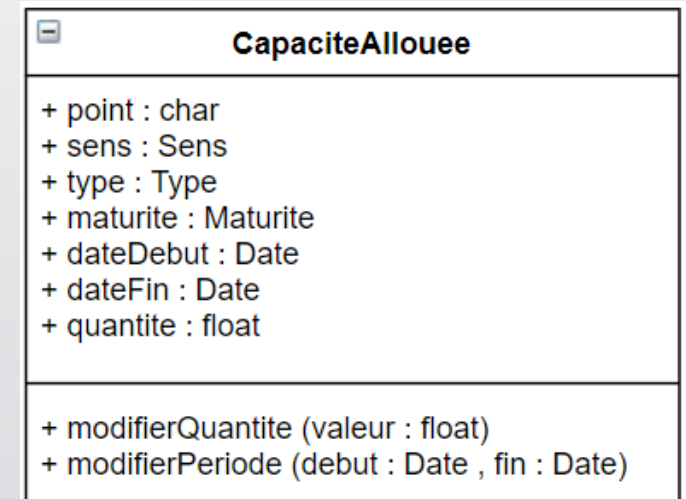 CapaciteAllouee
+ point : char
+ sens : Sens
+ type : Type
+ maturite : Maturite
+ dateDebut : Date
+ dateFin : Date
+ quantite : float
+ modifierQuantite (valeur : float)
+ modifierPeriode (debut : Date , fin : Date)